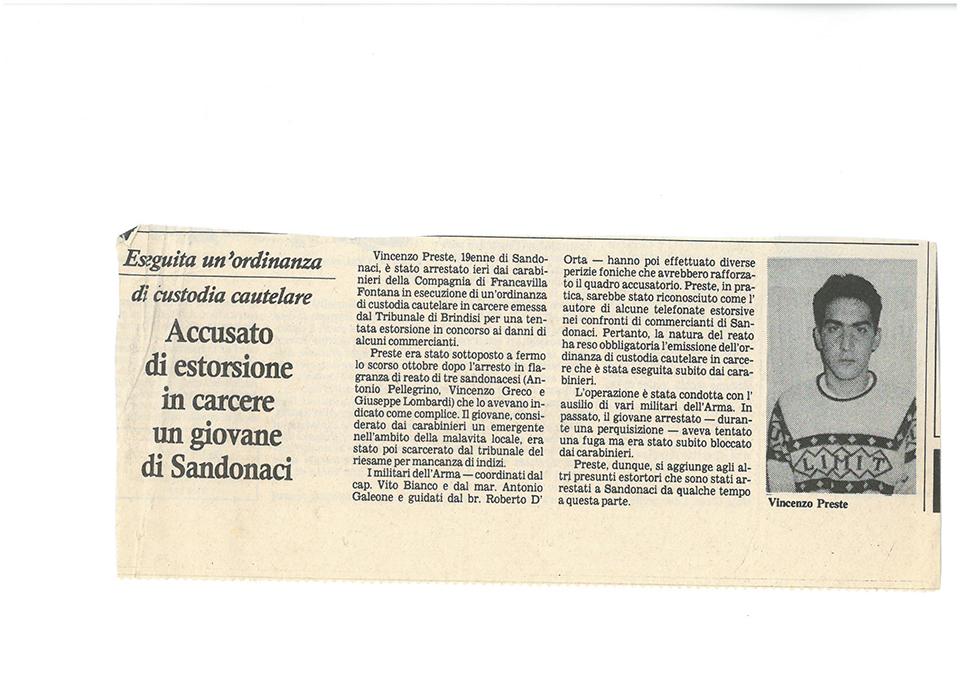 Eseguita un'ordinanza
di custodia cautelare
Accusato
di estorsione
in carcere
un giovane
di Sandonaci
Vincenzo Preste, 19enne di Sando-
naci, è stato arrestato ieri dai carabi-
nieri della Compagnia di Francavilla
Fontana in esecuzione di un'ordinanza
di custodia cautelare in carcere emessa
dal Tribunale di Brindisi per una ten-
tata estorsione in concorso ai danni di
alcuni commercianti.
Preste era stato sottoposto a fermo
lo scorso ottobre dopo l'arresto in fla-
granza di reato di tre sandonacesi (An-
tonio Pellegrino, Vincenzo Greco e
Giuseppe Lombardi) che lo avevano in-
dicato come complice. Il giovane, consi-
derato dai carabinieri un emergente
nell'ambito della malavita locale, era
stato poi scarcerato dal tribunale del
riesame per mancanza di indizi.
I militari dell'Arma — coordinati dal
cap. Vito Bianco e dal mar. Antonio
Galeone e guidati dal br. Roberto D'
Orta — hanno poi effettuato diverse
perizie foniche che avrebbero rafforza-
to il quadro accusatorio. Preste, in pra-
tica, sarebbe stato riconosciuto come l'
autore di alcune telefonate estorsive
nei confronti di commercianti di San-
donaci. Pertanto, la natura del reato
ha reso obbligatoria l'emissione dell'or-
dinanza di custodia cautelare in carce-
re che è stata eseguita subito dai cara-
binieri.
L'operazione è stata condotta con l'
ausilio di vari militari dell'Arma. In
passato, il giovane arrestato — duran-
te una perquisizione — aveva tentato
una fuga ma era stato subito bloccato
dai carabinieri.
Preste, dunque, si aggiunge agli al-
tri presunti estortori che sono stati ar-
restati a Sandonaci da qualche tempo
a questa parte.
LIMIT
Vincenzo Preste